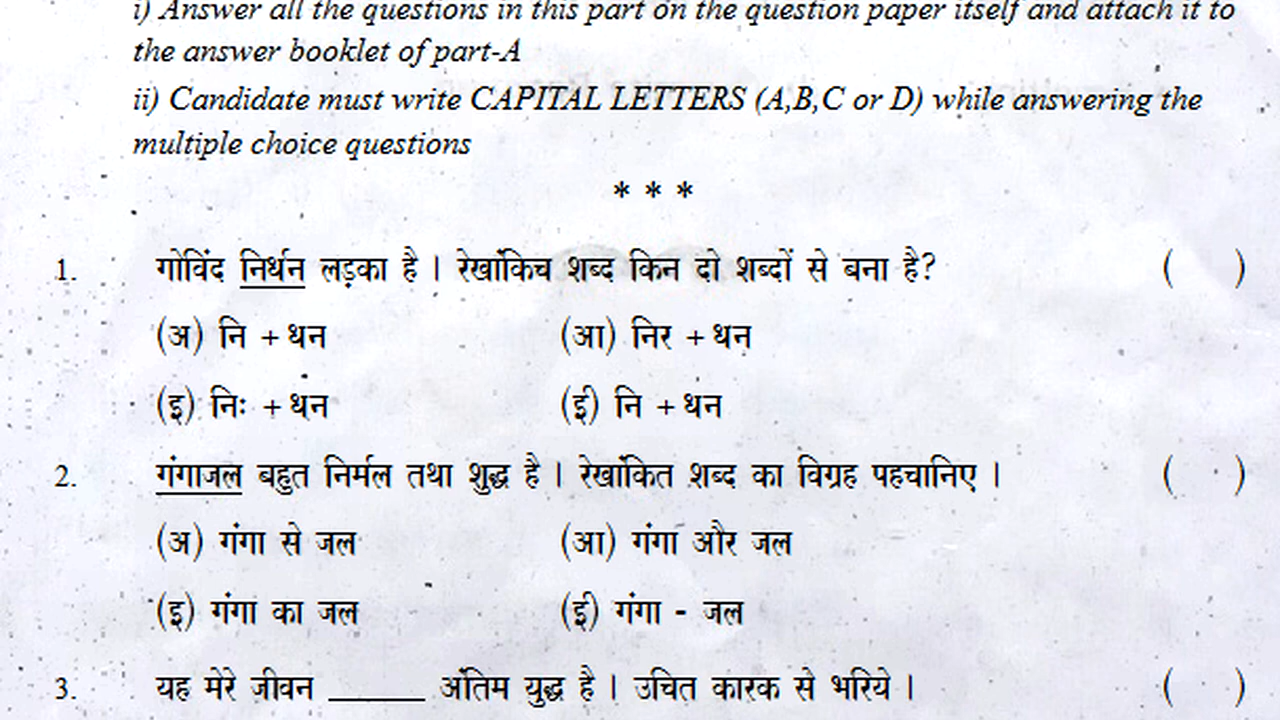 i) Answer all the questions in this part on the question paper itself and attach it to
the answer booklet of part-A
ii) Candidate must write CAPITAL LETTERS (A,B,C or D) while answering the
multiple choice questions
* * *
1. गोविंद निर्धन लड़का है । रेखांकिच शब्द किन दो शब्दों से बना है? ( )
(अ) नि + धन (आ) निर + धन
(इ) निः + धन (ई) नि + धन
2. गंगाजल बहुत निर्मल तथा शुद्ध है । रेखांकित शब्द का विग्रह पहचानिए । ( )
(अ) गंगा से जल (आ) गंगा और जल
(इ) गंगा का जल (ई) गंगा - जल
3. यह मेरे जीवन ______ अंतिम युद्ध है । उचित कारक से भरिये । ( )